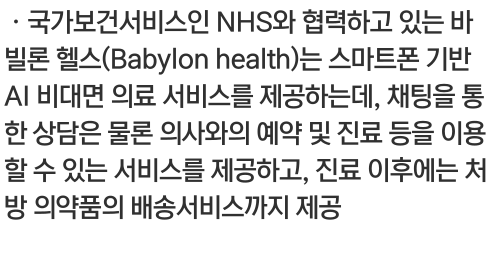 · 국가보건서비스인 NHS와 협력하고 있는 바
빌론 헬스(Babylon health)는 스마트폰 기반
AI 비대면 의료 서비스를 제공하는데, 채팅을 통
한 상담은 물론 의사와의 예약 및 진료 등을 이용
할 수 있는 서비스를 제공하고, 진료 이후에는 처
방 의약품의 배송서비스까지 제공